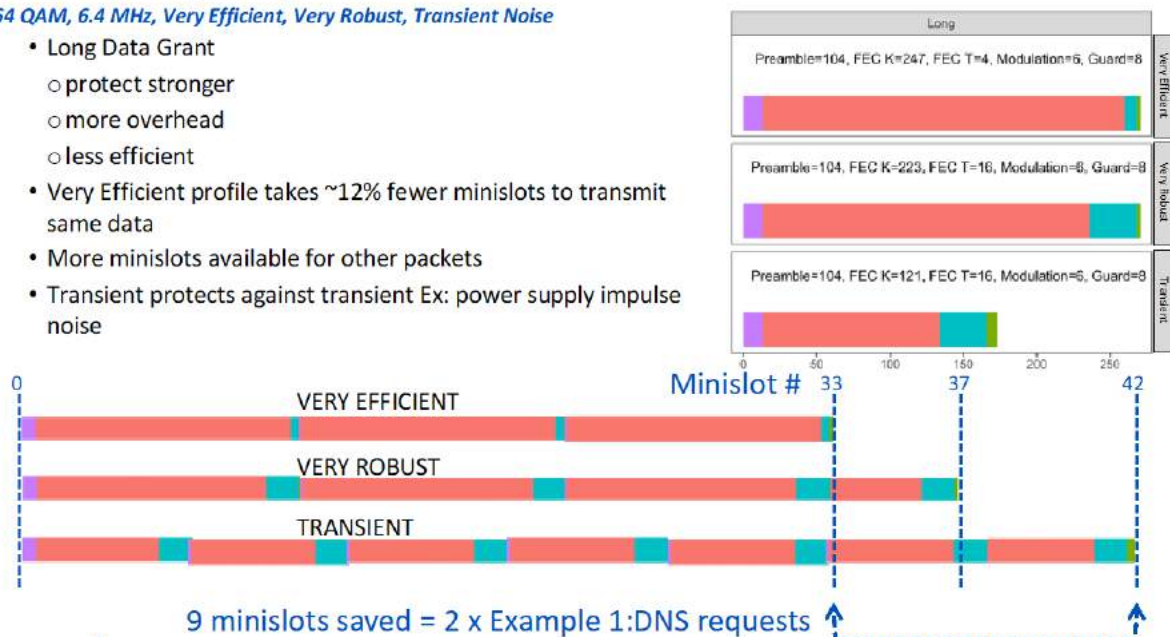 64 QAM, 6.4 MHz, Very Efficient, Very Robust, Transient Noise
• Long Data Grant
o protect stronger
o more overhead
o less efficient
• Very Efficient profile takes ~12% fewer minislots to transmit
same data
• More minislots available for other packets
• Transient protects against transient Ex: power supply impulse
noise
Long
Preamble=104, FEC K=247, FEC T=4, Modulation=6, Guard=8
Very Efficient
Preamble=104, FEC K=223, FEC T=16, Modulation=6, Guard=8
Very Robust
Preamble=104, FEC K=121, FEC T=16, Modulation=6, Guard=8
Transient
0 50 100 150 200 250
0 Minislot # 33 37 42
VERY EFFICIENT
VERY ROBUST
TRANSIENT
9 minislots saved = 2 x Example 1:DNS requests